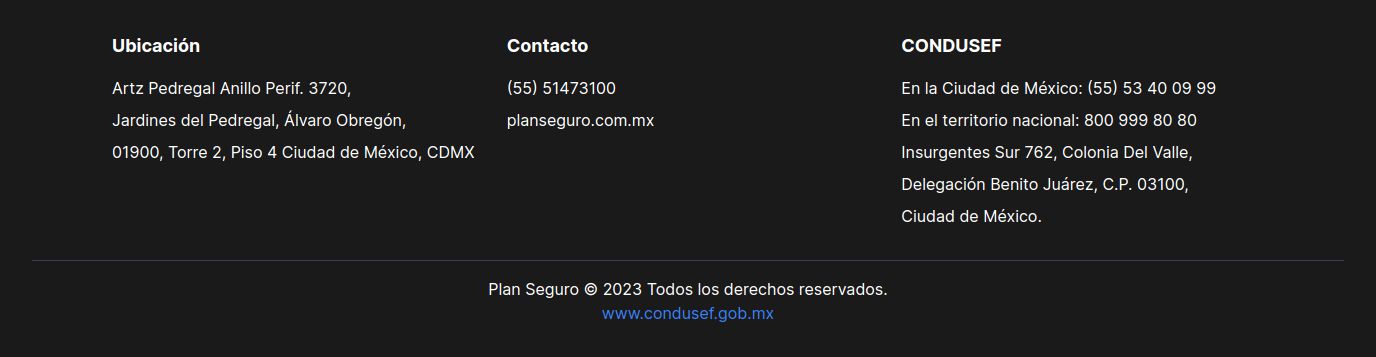 Ubicación
Artz Pedregal Anillo Perif. 3720,
Jardines del Pedregal, Álvaro Obregón,
01900, Torre 2, Piso 4 Ciudad de México, CDMX
Contacto
(55) 51473100
planseguro.com.mx
CONDUSEF
En la Ciudad de México: (55) 53 40 09 99
En el territorio nacional: 800 999 80 80
Insurgentes Sur 762, Colonia Del Valle,
Delegación Benito Juárez, C.P. 03100,
Ciudad de México.
Plan Seguro © 2023 Todos los derechos reservados.
www.condusef.gob.mx